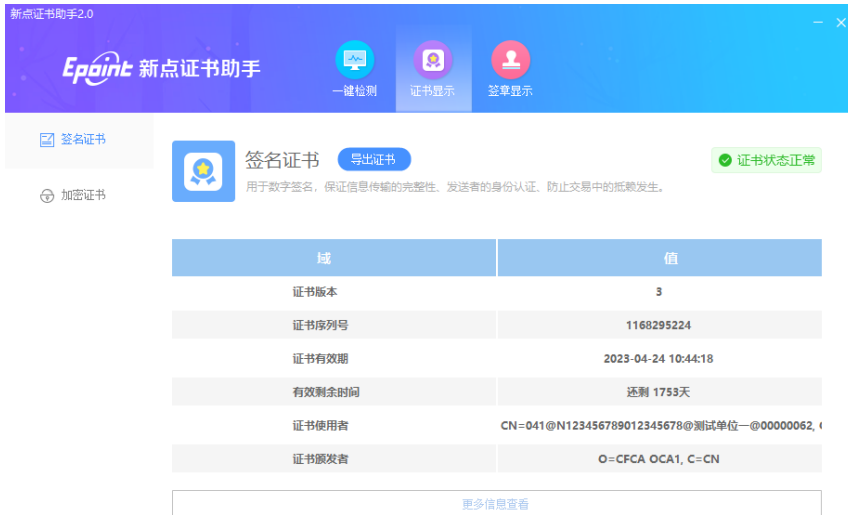 新点证书助手2.0
Epoint 新点证书助手
一键检测
证书显示
签章显示
签名证书
加密证书
签名证书 导出证书
证书状态正常
用于数字签名，保证信息传输的完整性、发送者的身份认证、防止交易中的抵赖发生。
域 值
证书版本 3
证书序列号 1168295224
证书有效期 2023-04-24 10:44:18
有效剩余时间 还剩 1753天
证书使用者 CN=041@N123456789012345678@测试单位一@00000062,
证书颁发者 O=CFCA OCA1, C=CN
更多信息查看